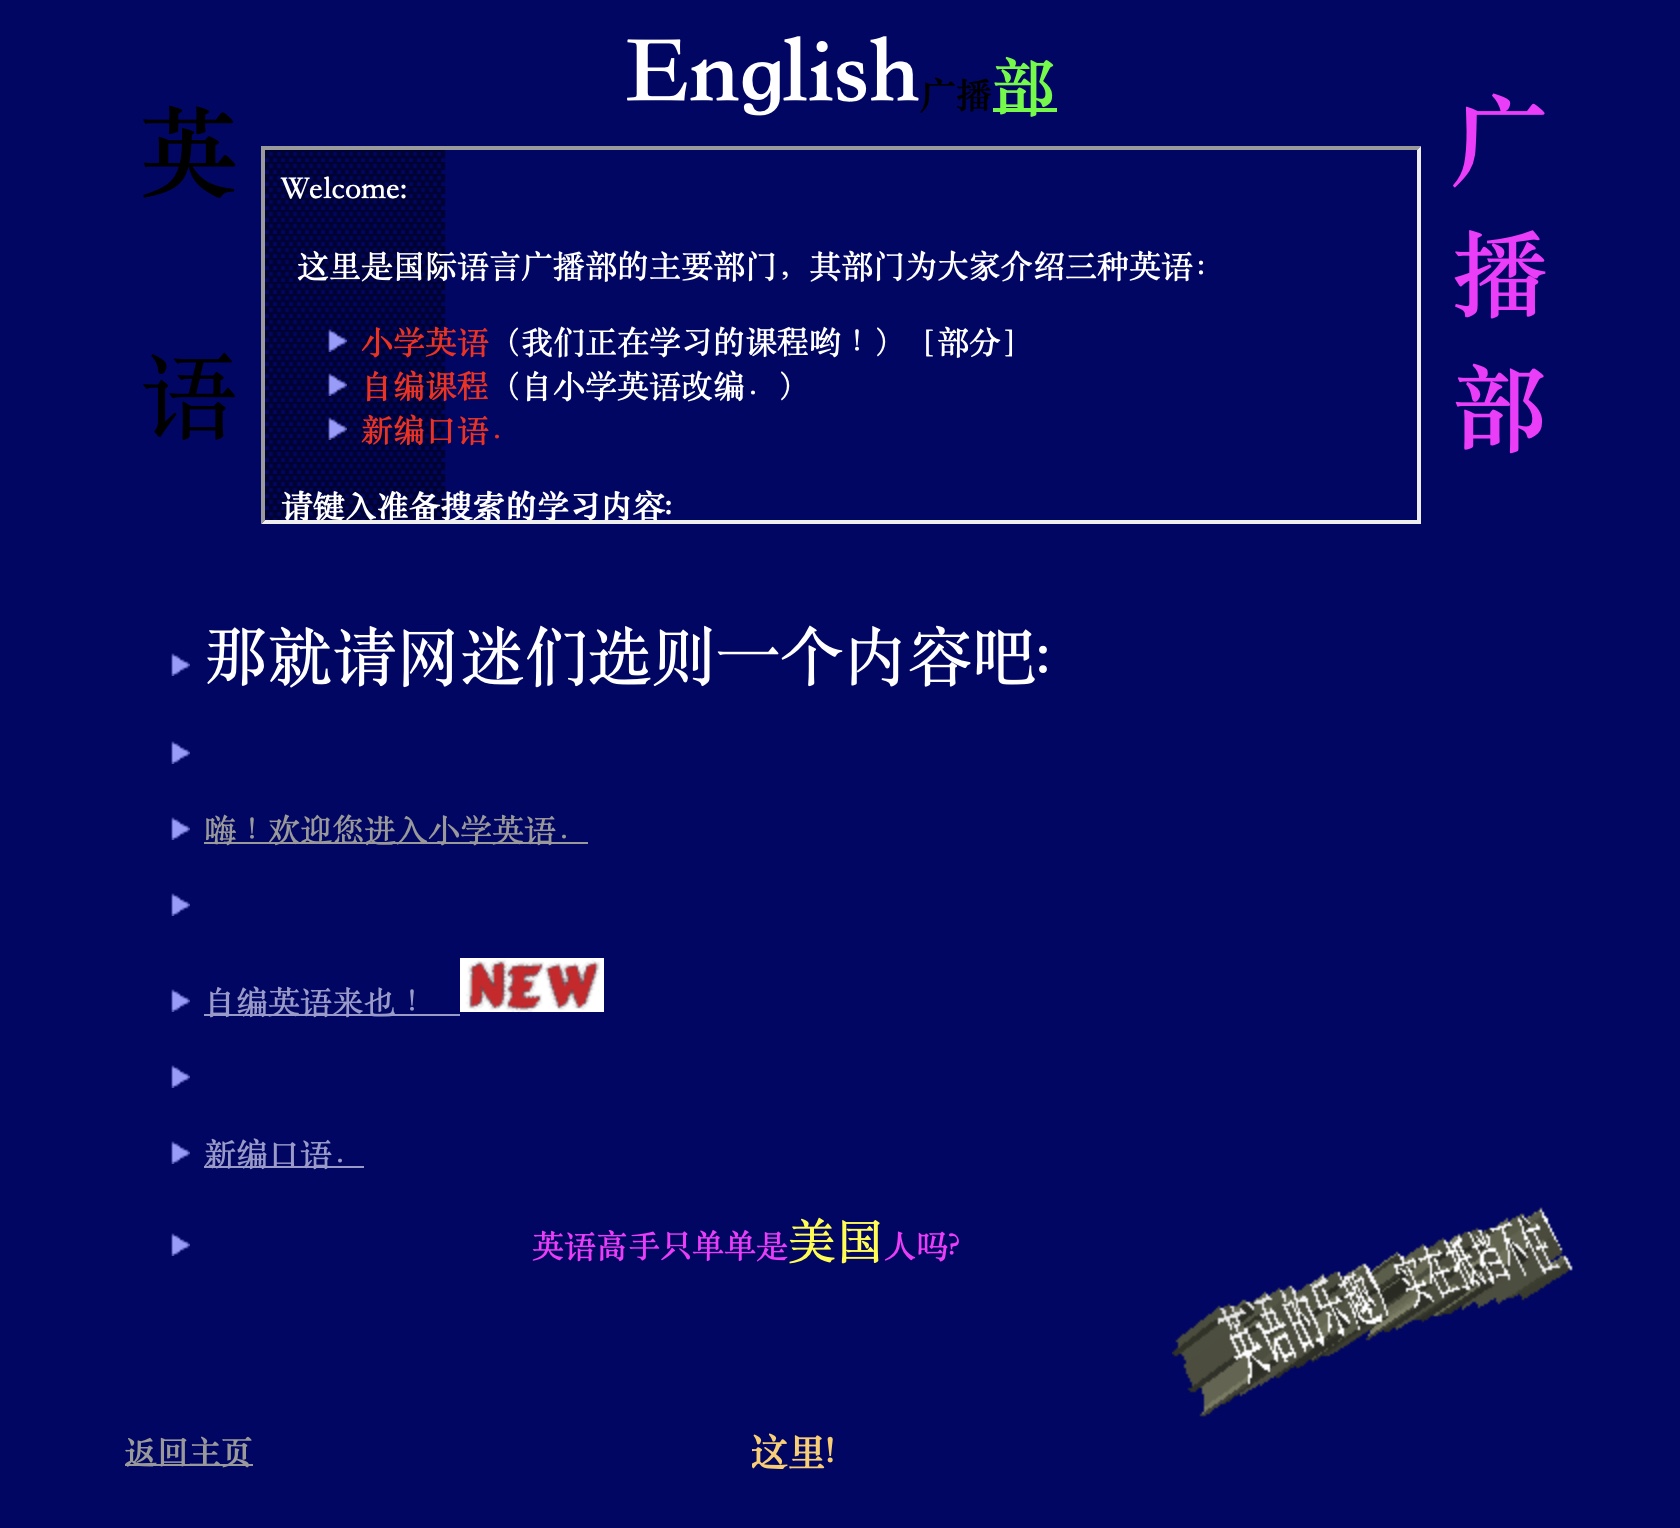 English广播部
英
语
广
播
部
Welcome:
这里是国际语言广播部的主要部门，其部门为大家介绍三种英语：
小学英语（我们正在学习的课程哟！）［部分］
自编课程（自小学英语改编．）
新编口语．
请键入准备搜索的学习内容:
那就请网迷们选则一个内容吧:
嗨！欢迎您进入小学英语．
自编英语来也！ NEW
新编口语．
英语高手只单单是美国人吗?
英语的乐趣！实在抵挡不住！
返回主页
这里!